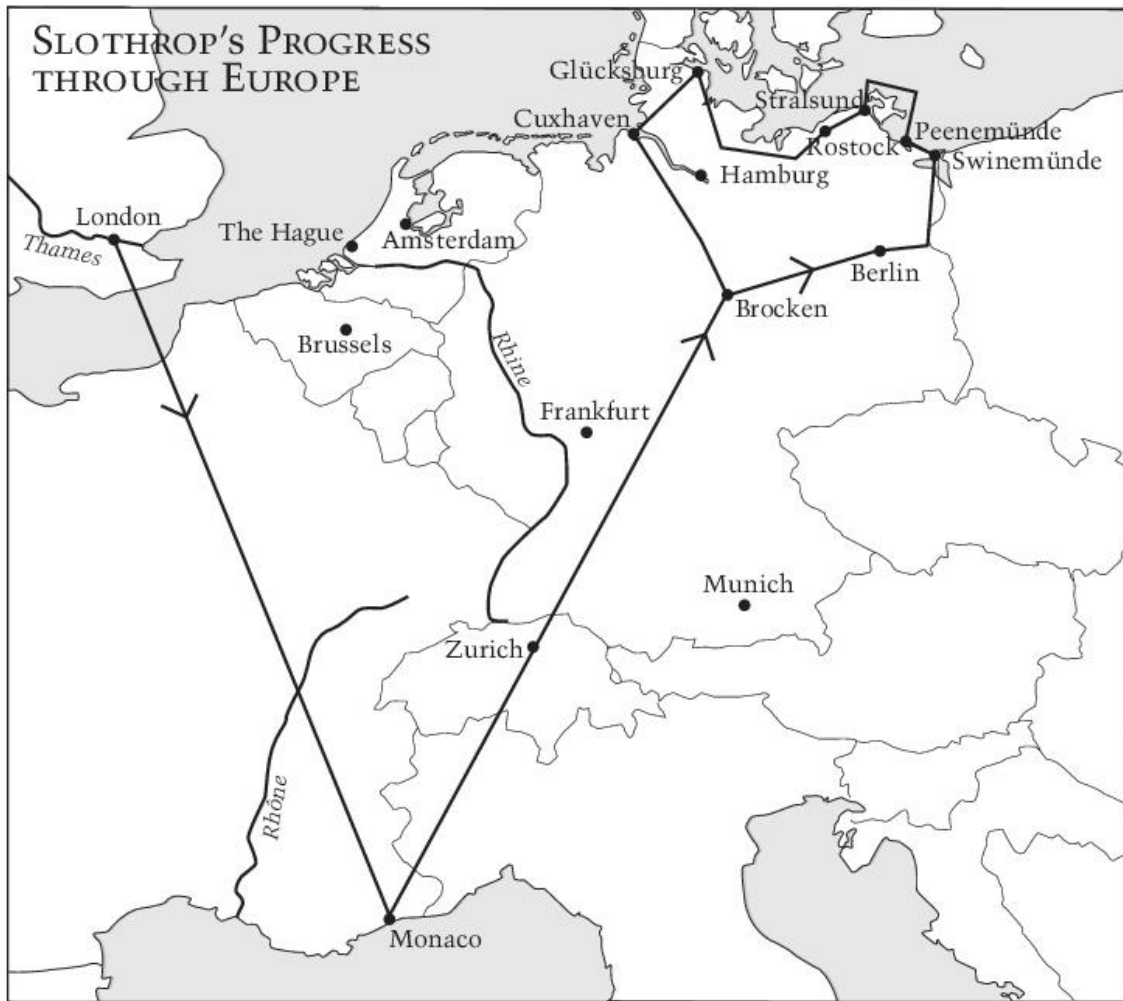 SLOTHROP'S PROGRESS
THROUGH EUROPE
Glücksburg
Stralsund
Cuxhaven
Peenemünde
Rostock
Swinemünde
Hamburg
London
The Hague
Amsterdam
Thames
Berlin
Brocken
Brussels
Rhine
Frankfurt
Munich
Zurich
Rhône
Monaco